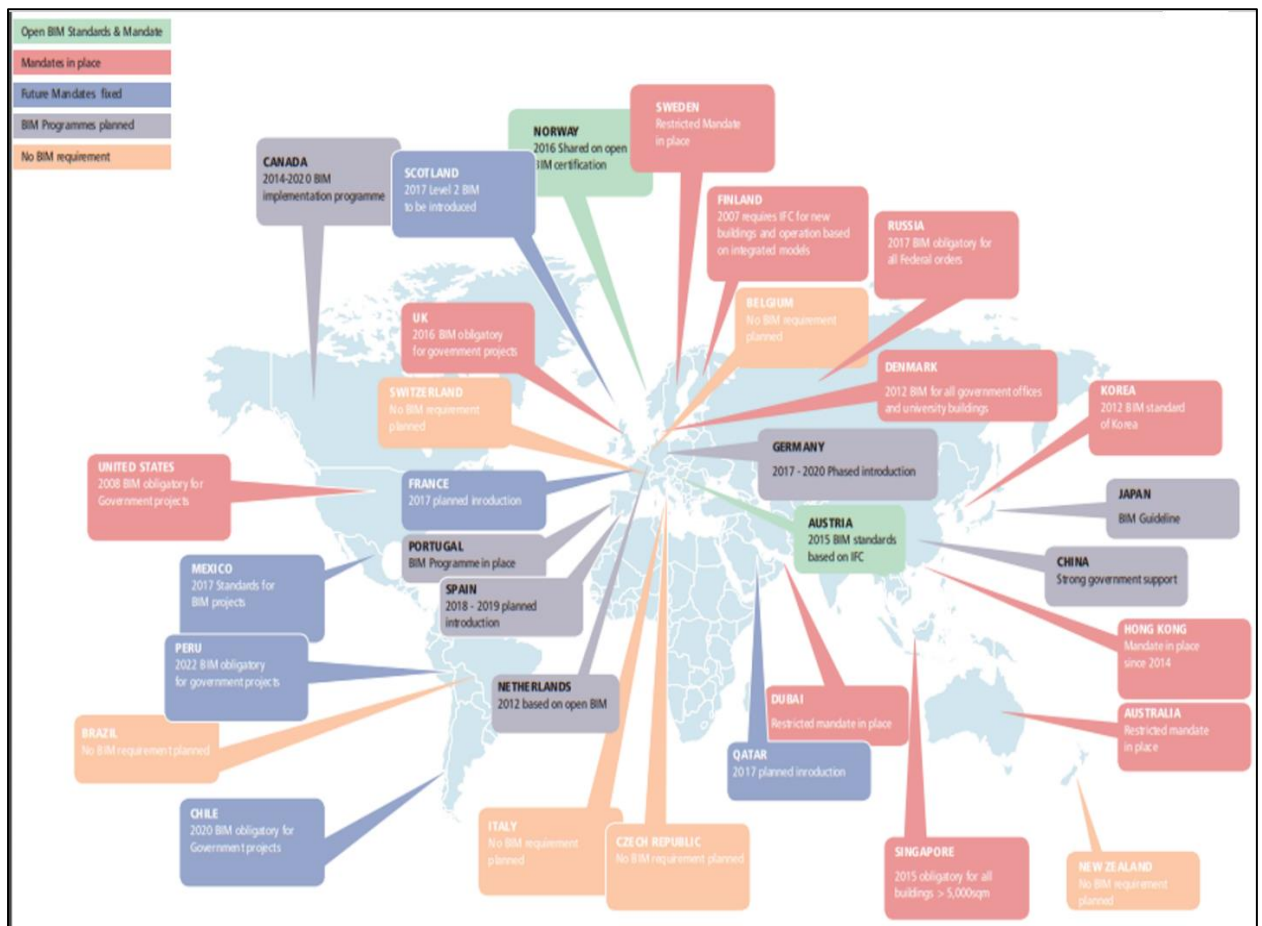 Open BIM Standards & Mandate
Mandates in place
Future Mandates fixed
BIM Programmes planned
No BIM requirement
SWEDEN
Restricted Mandate
in place
NORWAY
2016 Shared on open
BIM certification
CANADA
2014-2020 BIM
implementation programme
SCOTLAND
2017 Level 2 BIM
to be introduced
FINLAND
2007 requires IFC for new
buildings and operation based
on integrated models
RUSSIA
2017 BIM obligatory for
all Federal orders
BELGIUM
No BIM requirement
planned
UK
2016 BIM obligatory
for government projects
DENMARK
2012 BIM for all government offices
and university buildings
SWITZERLAND
No BIM requirement
planned
KOREA
2012 BIM standard
of Korea
GERMANY
2017 - 2020 Phased introduction
UNITED STATES
2008 BIM obligatory for
Government projects
FRANCE
2017 planned inroduction
JAPAN
BIM Guideline
AUSTRIA
2015 BIM standards
based on IFC
PORTUGAL
BIM Programme in place
CHINA
Strong government support
MEXICO
2017 Standards for
BIM projects
SPAIN
2018 - 2019 planned
introduction
HONG KONG
Mandate in place
since 2014
PERU
2022 BIM obligatory
for government projects
NETHERLANDS
2012 based on open BIM
DUBAI
Restricted mandate in place
AUSTRALIA
Restricted mandate
in place
BRAZIL
No BIM requirement planned
QATAR
2017 planned inroduction
CHILE
2020 BIM obligatory for
Government projects
ITALY
No BIM requirement
planned
CZECH REPUBLIC
No BIM requirement planned
SINGAPORE
2015 obligatory for all
buildings > 5,000sqm
NEW ZEALAND
No BIM requirement
planned